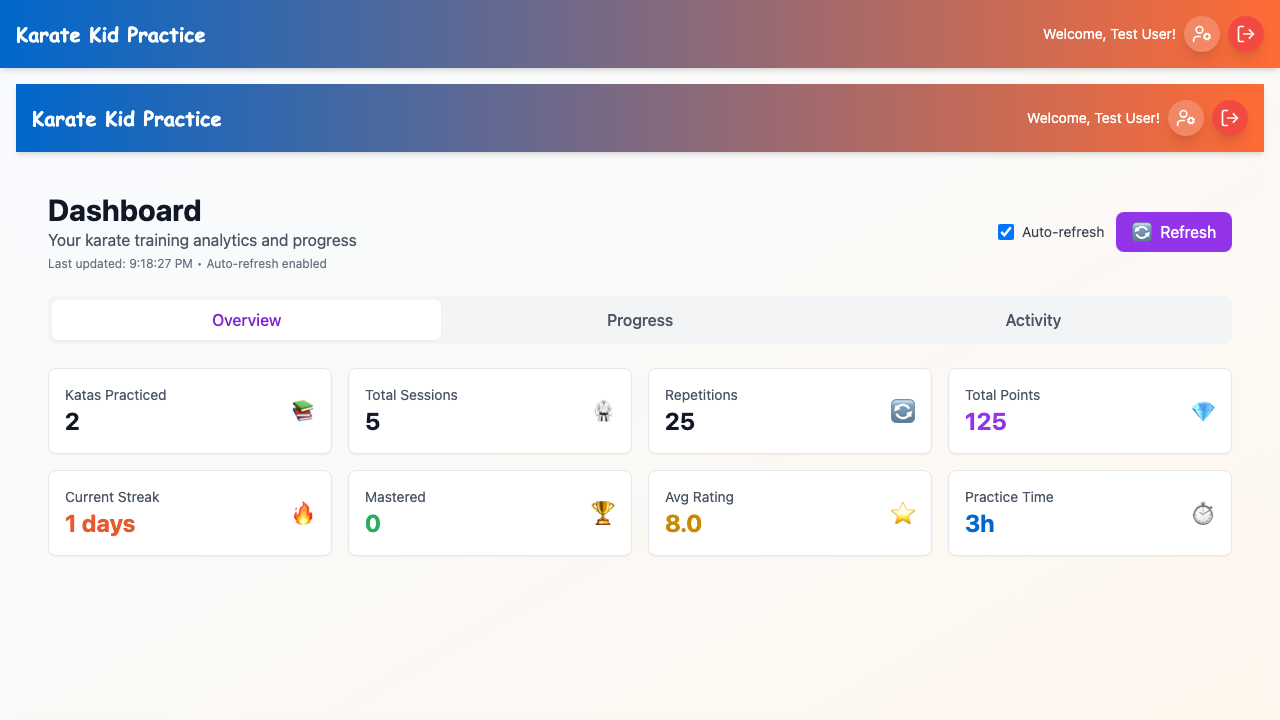 Karate Kid Practice
Welcome, Test User!
Karate Kid Practice
Welcome, Test User!
Dashboard
Your karate training analytics and progress
Last updated: 9:18:27 PM • Auto-refresh enabled
Auto-refresh
Refresh
Overview Progress Activity
Katas Practiced
2
Total Sessions
5
Repetitions
25
Total Points
125
Current Streak
1 days
Mastered
0
Avg Rating
8.0
Practice Time
3h